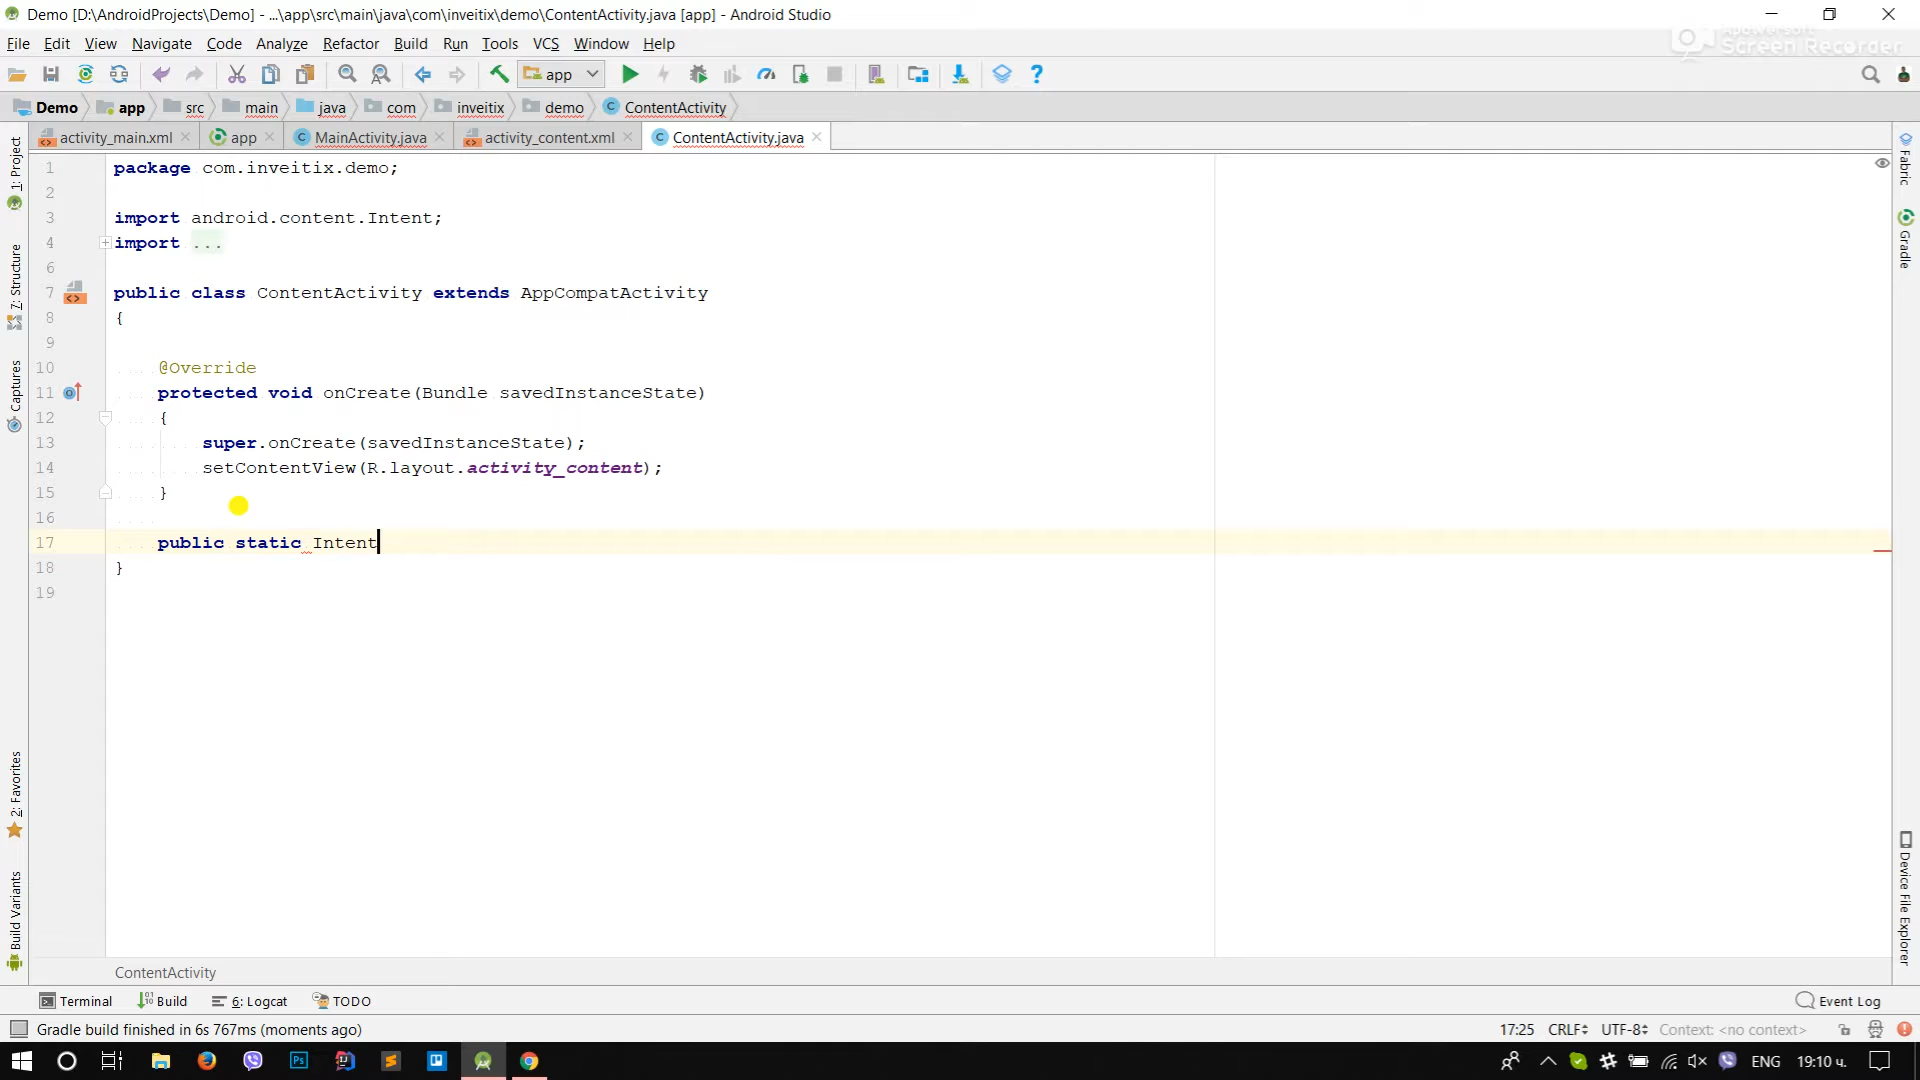 Demo [D:\AndroidProjects\Demo] - ...\app\src\main\java\com\inveitix\demo\ContentActivity.java [app] - Android Studio
File Edit View Navigate Code Analyze Refactor Build Run Tools VCS Window Help
Apowersoft
Screen Recorder
app
Demo app src main java com inveitix demo ContentActivity
activity_main.xml app MainActivity.java activity_content.xml ContentActivity.java
1 package com.inveitix.demo;
2
3 import android.content.Intent;
4 import ...
6
7 public class ContentActivity extends AppCompatActivity
8 {
9
10 @Override
11 protected void onCreate(Bundle savedInstanceState)
12 {
13 super.onCreate(savedInstanceState);
14 setContentView(R.layout.activity_content);
15 }
16
17 public static Intent
18 }
19
1: Project
7: Structure
Captures
2: Favorites
Build Variants
Fabric
Gradle
Device File Explorer
ContentActivity
Terminal Build 6: Logcat TODO Event Log
Gradle build finished in 6s 767ms (moments ago) 17:25 CRLF UTF-8 Context: <no context>
ENG 19:10 ч.